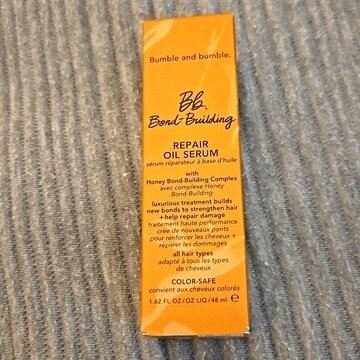 Bumble and bumble.
Bb.
Bond-Building
REPAIR
OIL SERUM
sérum réparateur à base d'huile
with
Honey Bond-Building Complex
avec complexe Honey
Bond-Building
luxurious treatment builds
new bonds to strengthen hair
+ help repair damage
traitement haute performance
crée de nouveaux ponts
pour renforcer les cheveux +
réparer les dommages
all hair types
adapté à tous les types
de cheveux
COLOR-SAFE
convient aux cheveux colorés
1.62 FL OZ/OZ LIQ/48 ml ℮